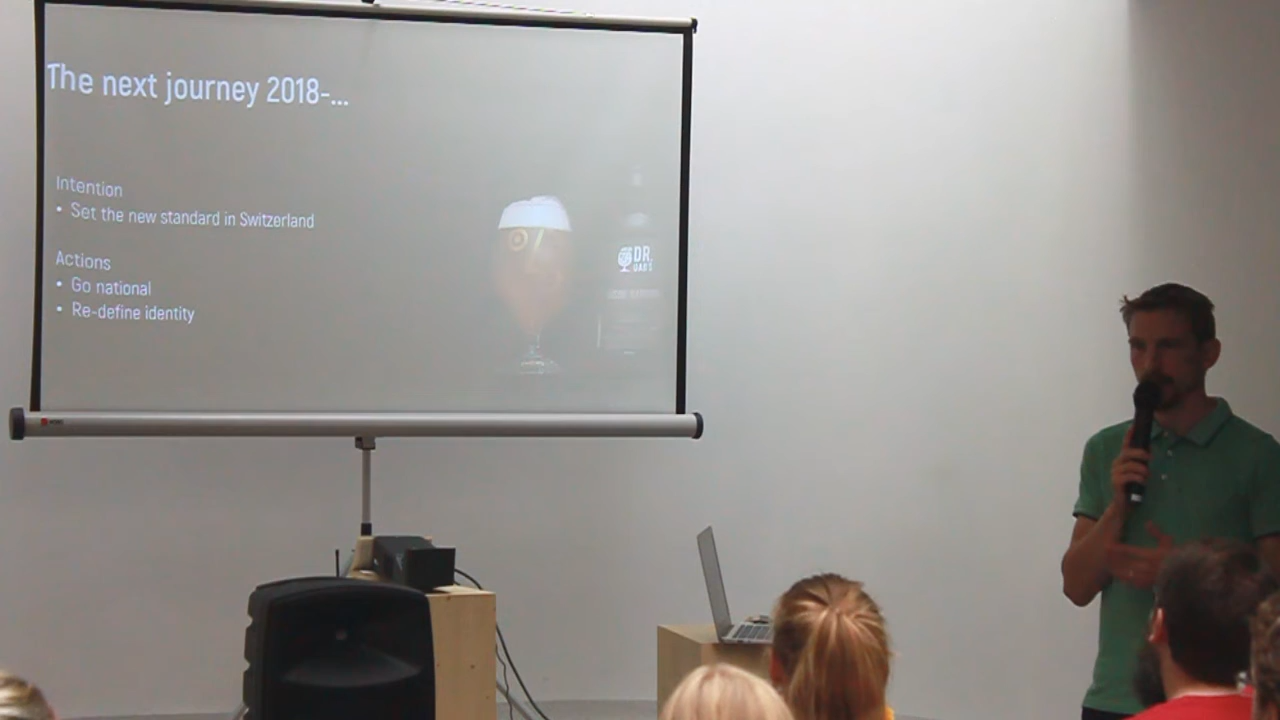 The next journey 2018-...
Intention
• Set the new standard in Switzerland
Actions
• Go national
• Re-define identity
DR.